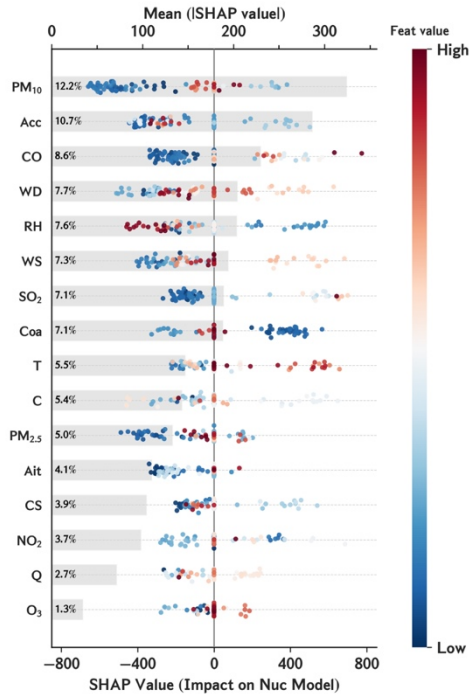 Mean (|SHAP value|)
0 100 200 300
Feat value
High
PM10 12.2%
Acc 10.7%
CO 8.6%
WD 7.7%
RH 7.6%
WS 7.3%
SO2 7.1%
Coa 7.1%
T 5.5%
C 5.4%
PM2.5 5.0%
Ait 4.1%
CS 3.9%
NO2 3.7%
Q 2.7%
O3 1.3%
Low
−800 −400 0 400 800
SHAP Value (Impact on Nuc Model)